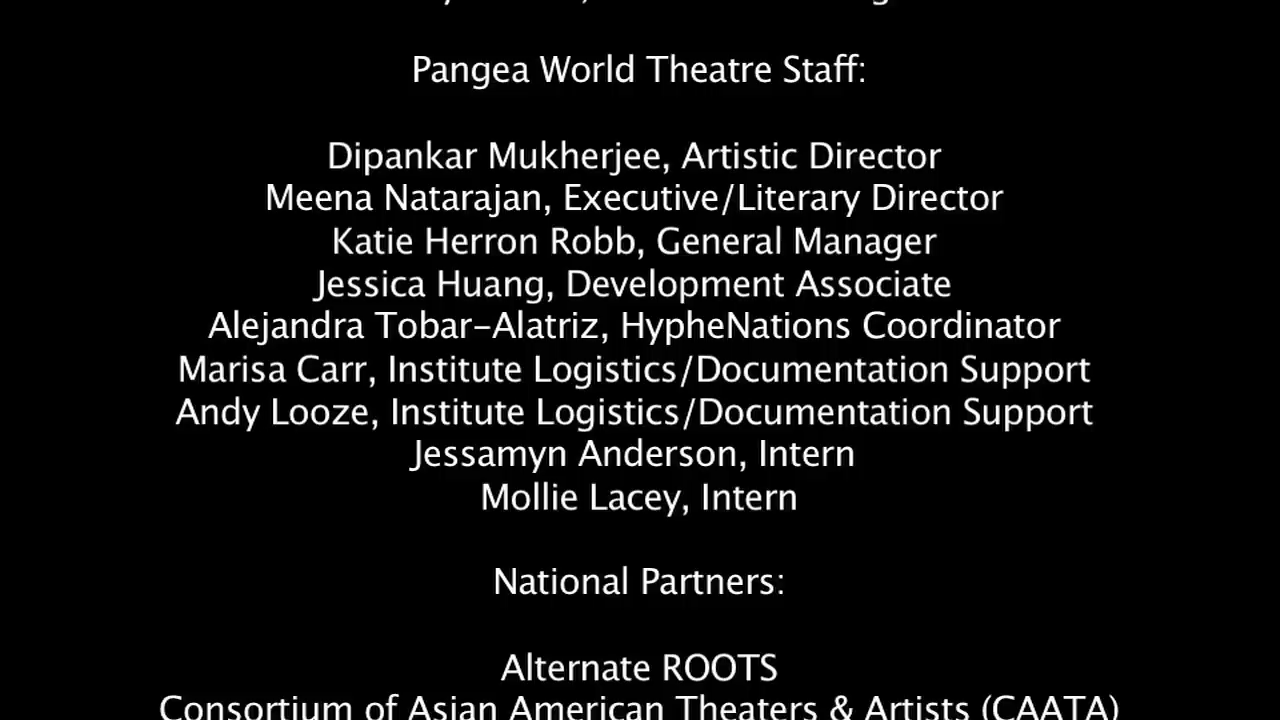 Pangea World Theatre Staff:
Dipankar Mukherjee, Artistic Director
Meena Natarajan, Executive/Literary Director
Katie Herron Robb, General Manager
Jessica Huang, Development Associate
Alejandra Tobar-Alatriz, HypheNations Coordinator
Marisa Carr, Institute Logistics/Documentation Support
Andy Looze, Institute Logistics/Documentation Support
Jessamyn Anderson, Intern
Mollie Lacey, Intern
National Partners:
Alternate ROOTS
Consortium of Asian American Theaters & Artists (CAATA)